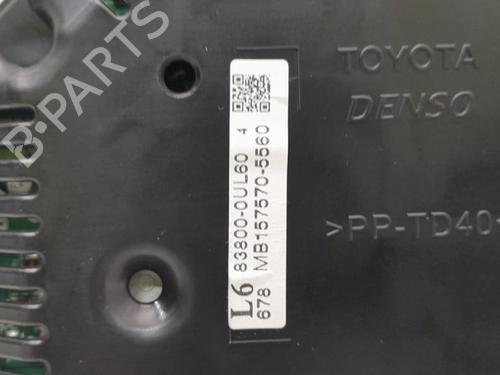 B-PARTS
TOYOTA
DENSO
>PP-TD40
L6 83800-0UL60 4
678 MB157570-5560